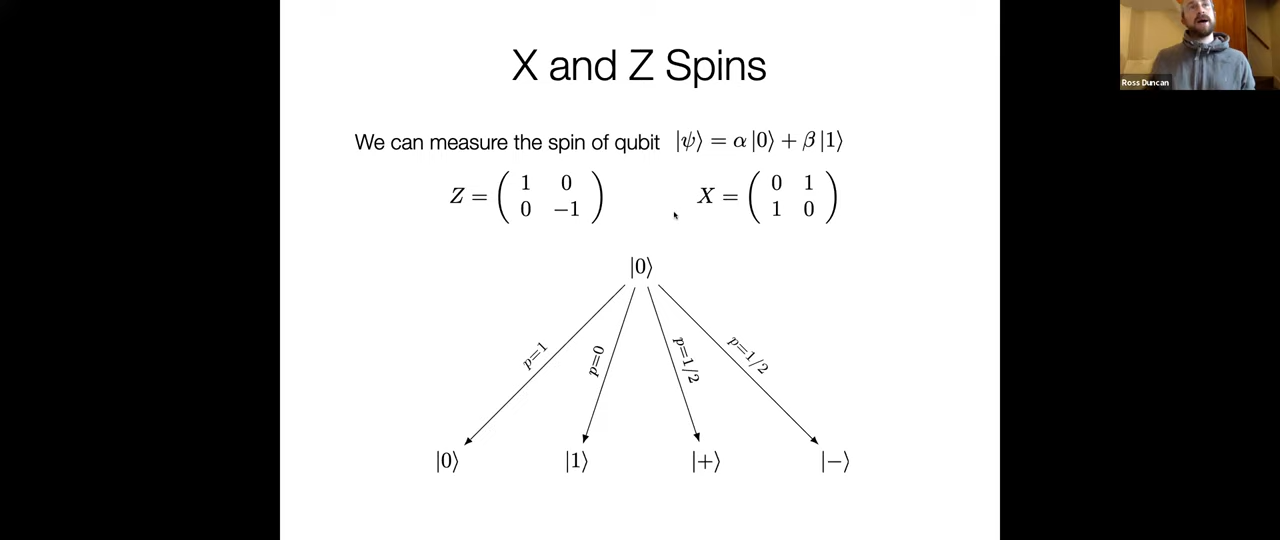 X and Z Spins
Ross Duncan
We can measure the spin of qubit |ψ⟩ = α|0⟩ + β|1⟩
Z = ( 1 0 0 −1 ) X = ( 0 1 1 0 )
|0⟩
p=1 p=0 p=1/2 p=1/2
|0⟩ |1⟩ |+⟩ |−⟩